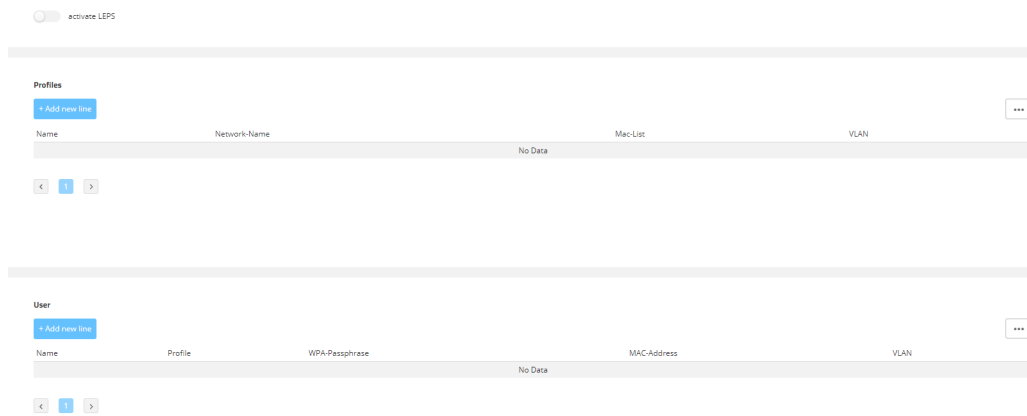 activate LEPS
Profiles
+ Add new line
...
Name Network-Name Mac-List VLAN
No Data
< 1 >
User
+ Add new line
...
Name Profile WPA-Passphrase MAC-Address VLAN
No Data
< 1 >